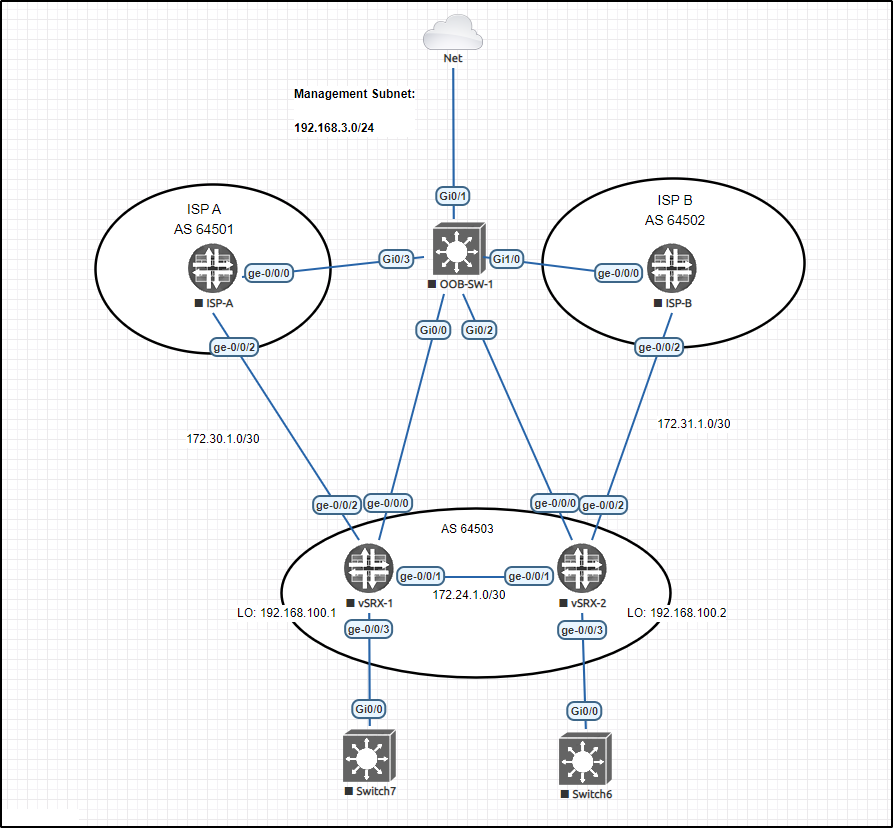 Net
Management Subnet:
192.168.3.0/24
Gi0/1
ISP A
AS 64501
ISP B
AS 64502
ge-0/0/0
Gi0/3
Gi1/0
ge-0/0/0
ISP-A
OOB-SW-1
ISP-B
ge-0/0/2
Gi0/0
Gi0/2
ge-0/0/2
172.30.1.0/30
172.31.1.0/30
ge-0/0/2
ge-0/0/0
ge-0/0/0
ge-0/0/2
AS 64503
ge-0/0/1
ge-0/0/1
172.24.1.0/30
vSRX-1
vSRX-2
LO: 192.168.100.1
LO: 192.168.100.2
ge-0/0/3
ge-0/0/3
Gi0/0
Gi0/0
Switch7
Switch6